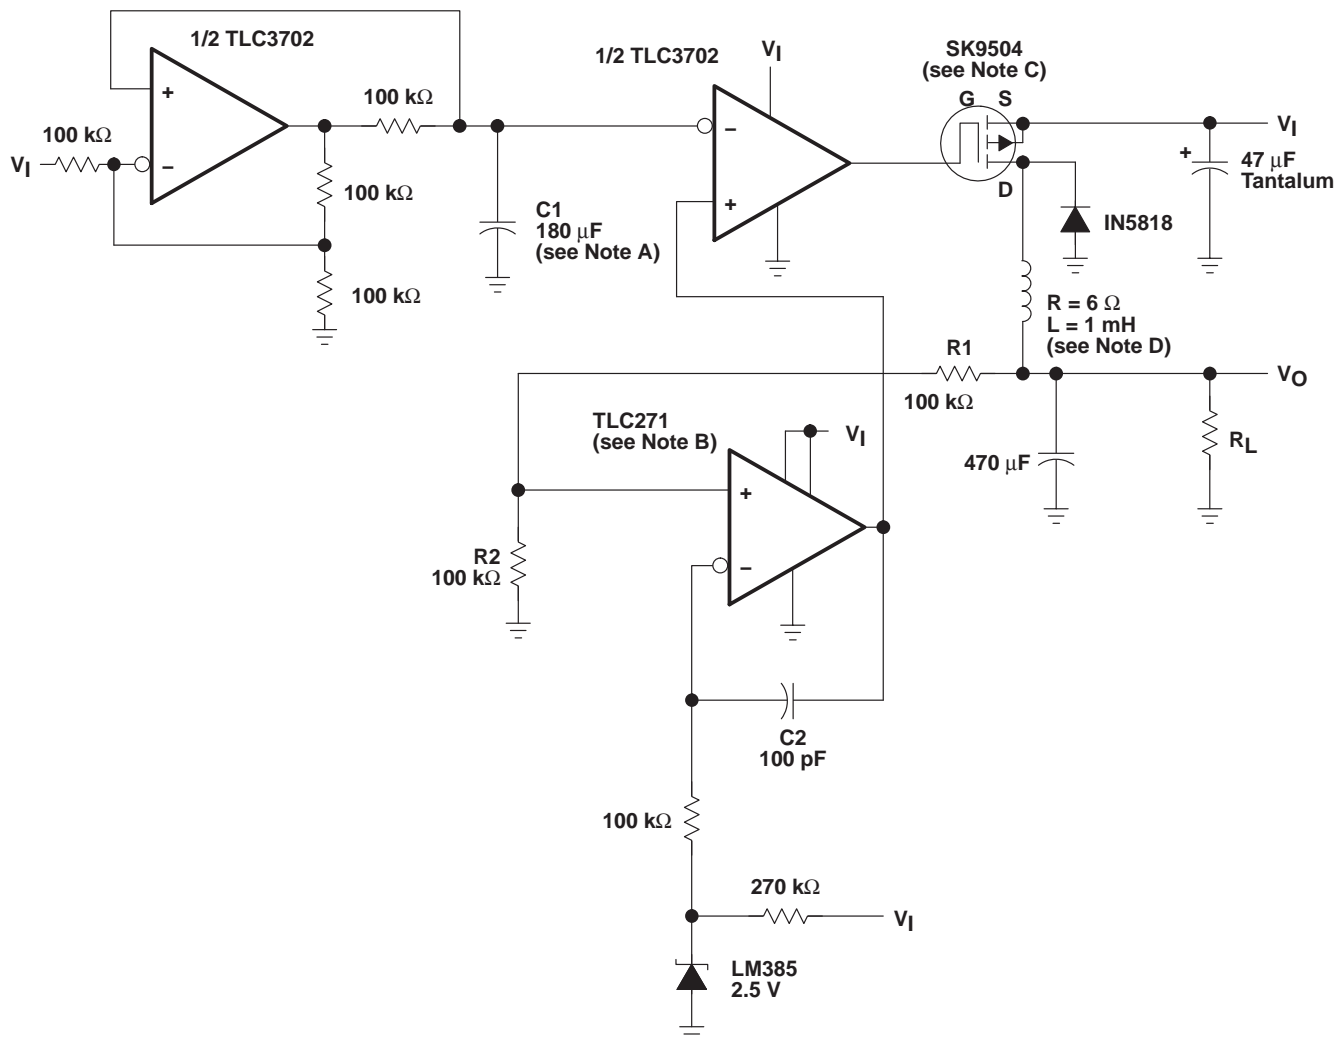 1/2 TLC3702
+
−
100 kΩ
VI
100 kΩ
100 kΩ
100 kΩ
C1
180 μF
(see Note A)
1/2 TLC3702
VI
−
+
SK9504
(see Note C)
G S
D
VI
+
47 μF
Tantalum
IN5818
R = 6 Ω
L = 1 mH
(see Note D)
R1
100 kΩ
VO
470 μF
RL
TLC271
(see Note B)
VI
+
−
R2
100 kΩ
C2
100 pF
100 kΩ
270 kΩ
VI
LM385
2.5 V